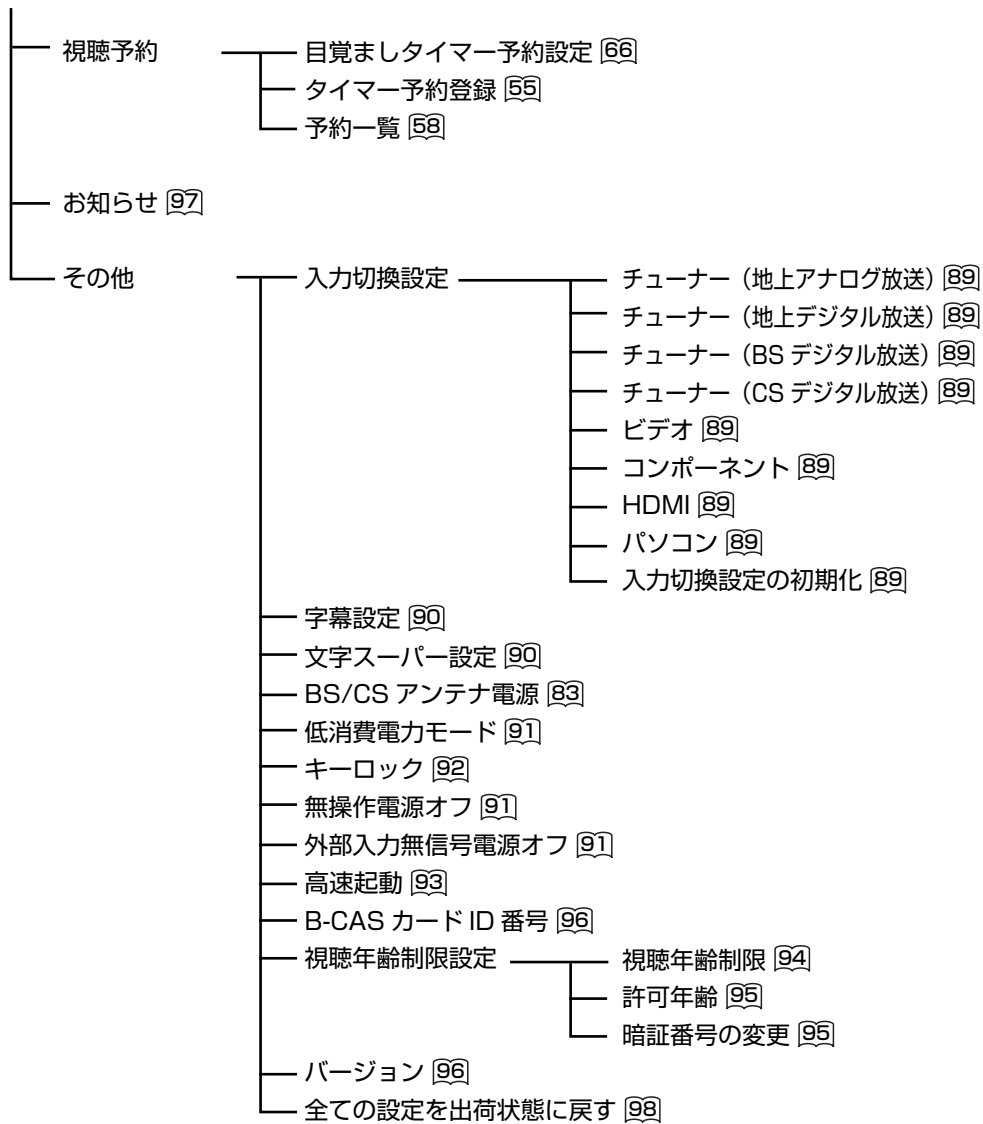 視聴予約 目覚ましタイマー予約設定 66
タイマー予約登録 55
予約一覧 58
お知らせ 97
その他 入力切換設定 チューナー（地上アナログ放送） 89
チューナー（地上デジタル放送） 89
チューナー（BS デジタル放送） 89
チューナー（CS デジタル放送） 89
ビデオ 89
コンポーネント 89
HDMI 89
パソコン 89
入力切換設定の初期化 89
字幕設定 90
文字スーパー設定 90
BS/CS アンテナ電源 83
低消費電力モード 91
キーロック 92
無操作電源オフ 91
外部入力無信号電源オフ 91
高速起動 93
B-CAS カード ID 番号 96
視聴年齢制限設定 視聴年齢制限 94
許可年齢 95
暗証番号の変更 95
バージョン 96
全ての設定を出荷状態に戻す 98